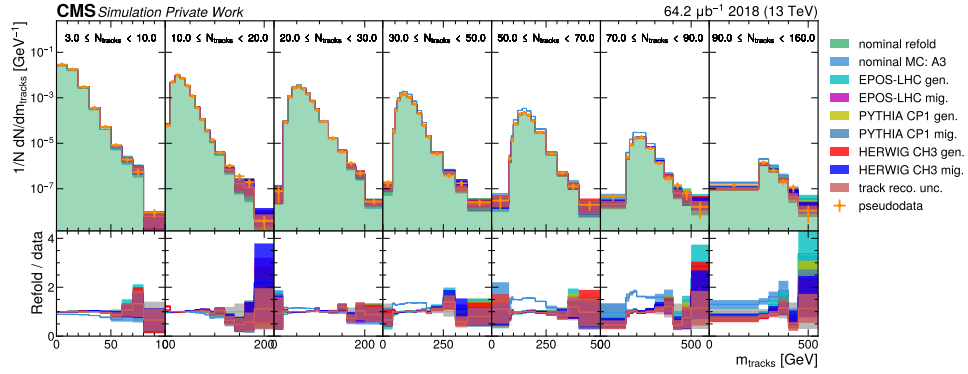 CMS Simulation Private Work 64.2 μb⁻¹ 2018 (13 TeV)
3.0 ≤ N_tracks < 10.0 10.0 ≤ N_tracks < 20.0 20.0 ≤ N_tracks < 30.0 30.0 ≤ N_tracks < 50.0 50.0 ≤ N_tracks < 70.0 70.0 ≤ N_tracks < 90.0 90.0 ≤ N_tracks < 160.0
1/N dN/dm_tracks [GeV⁻¹]
10⁻¹
10⁻³
10⁻⁵
10⁻⁷
nominal refold
nominal MC: A3
EPOS-LHC gen.
EPOS-LHC mig.
PYTHIA CP1 gen.
PYTHIA CP1 mig.
HERWIG CH3 gen.
HERWIG CH3 mig.
track reco. unc.
pseudodata
Refold / data
4
2
0
0 50 100 200 0 200 0 250 0 250 500 0 500 0 500
m_tracks [GeV]